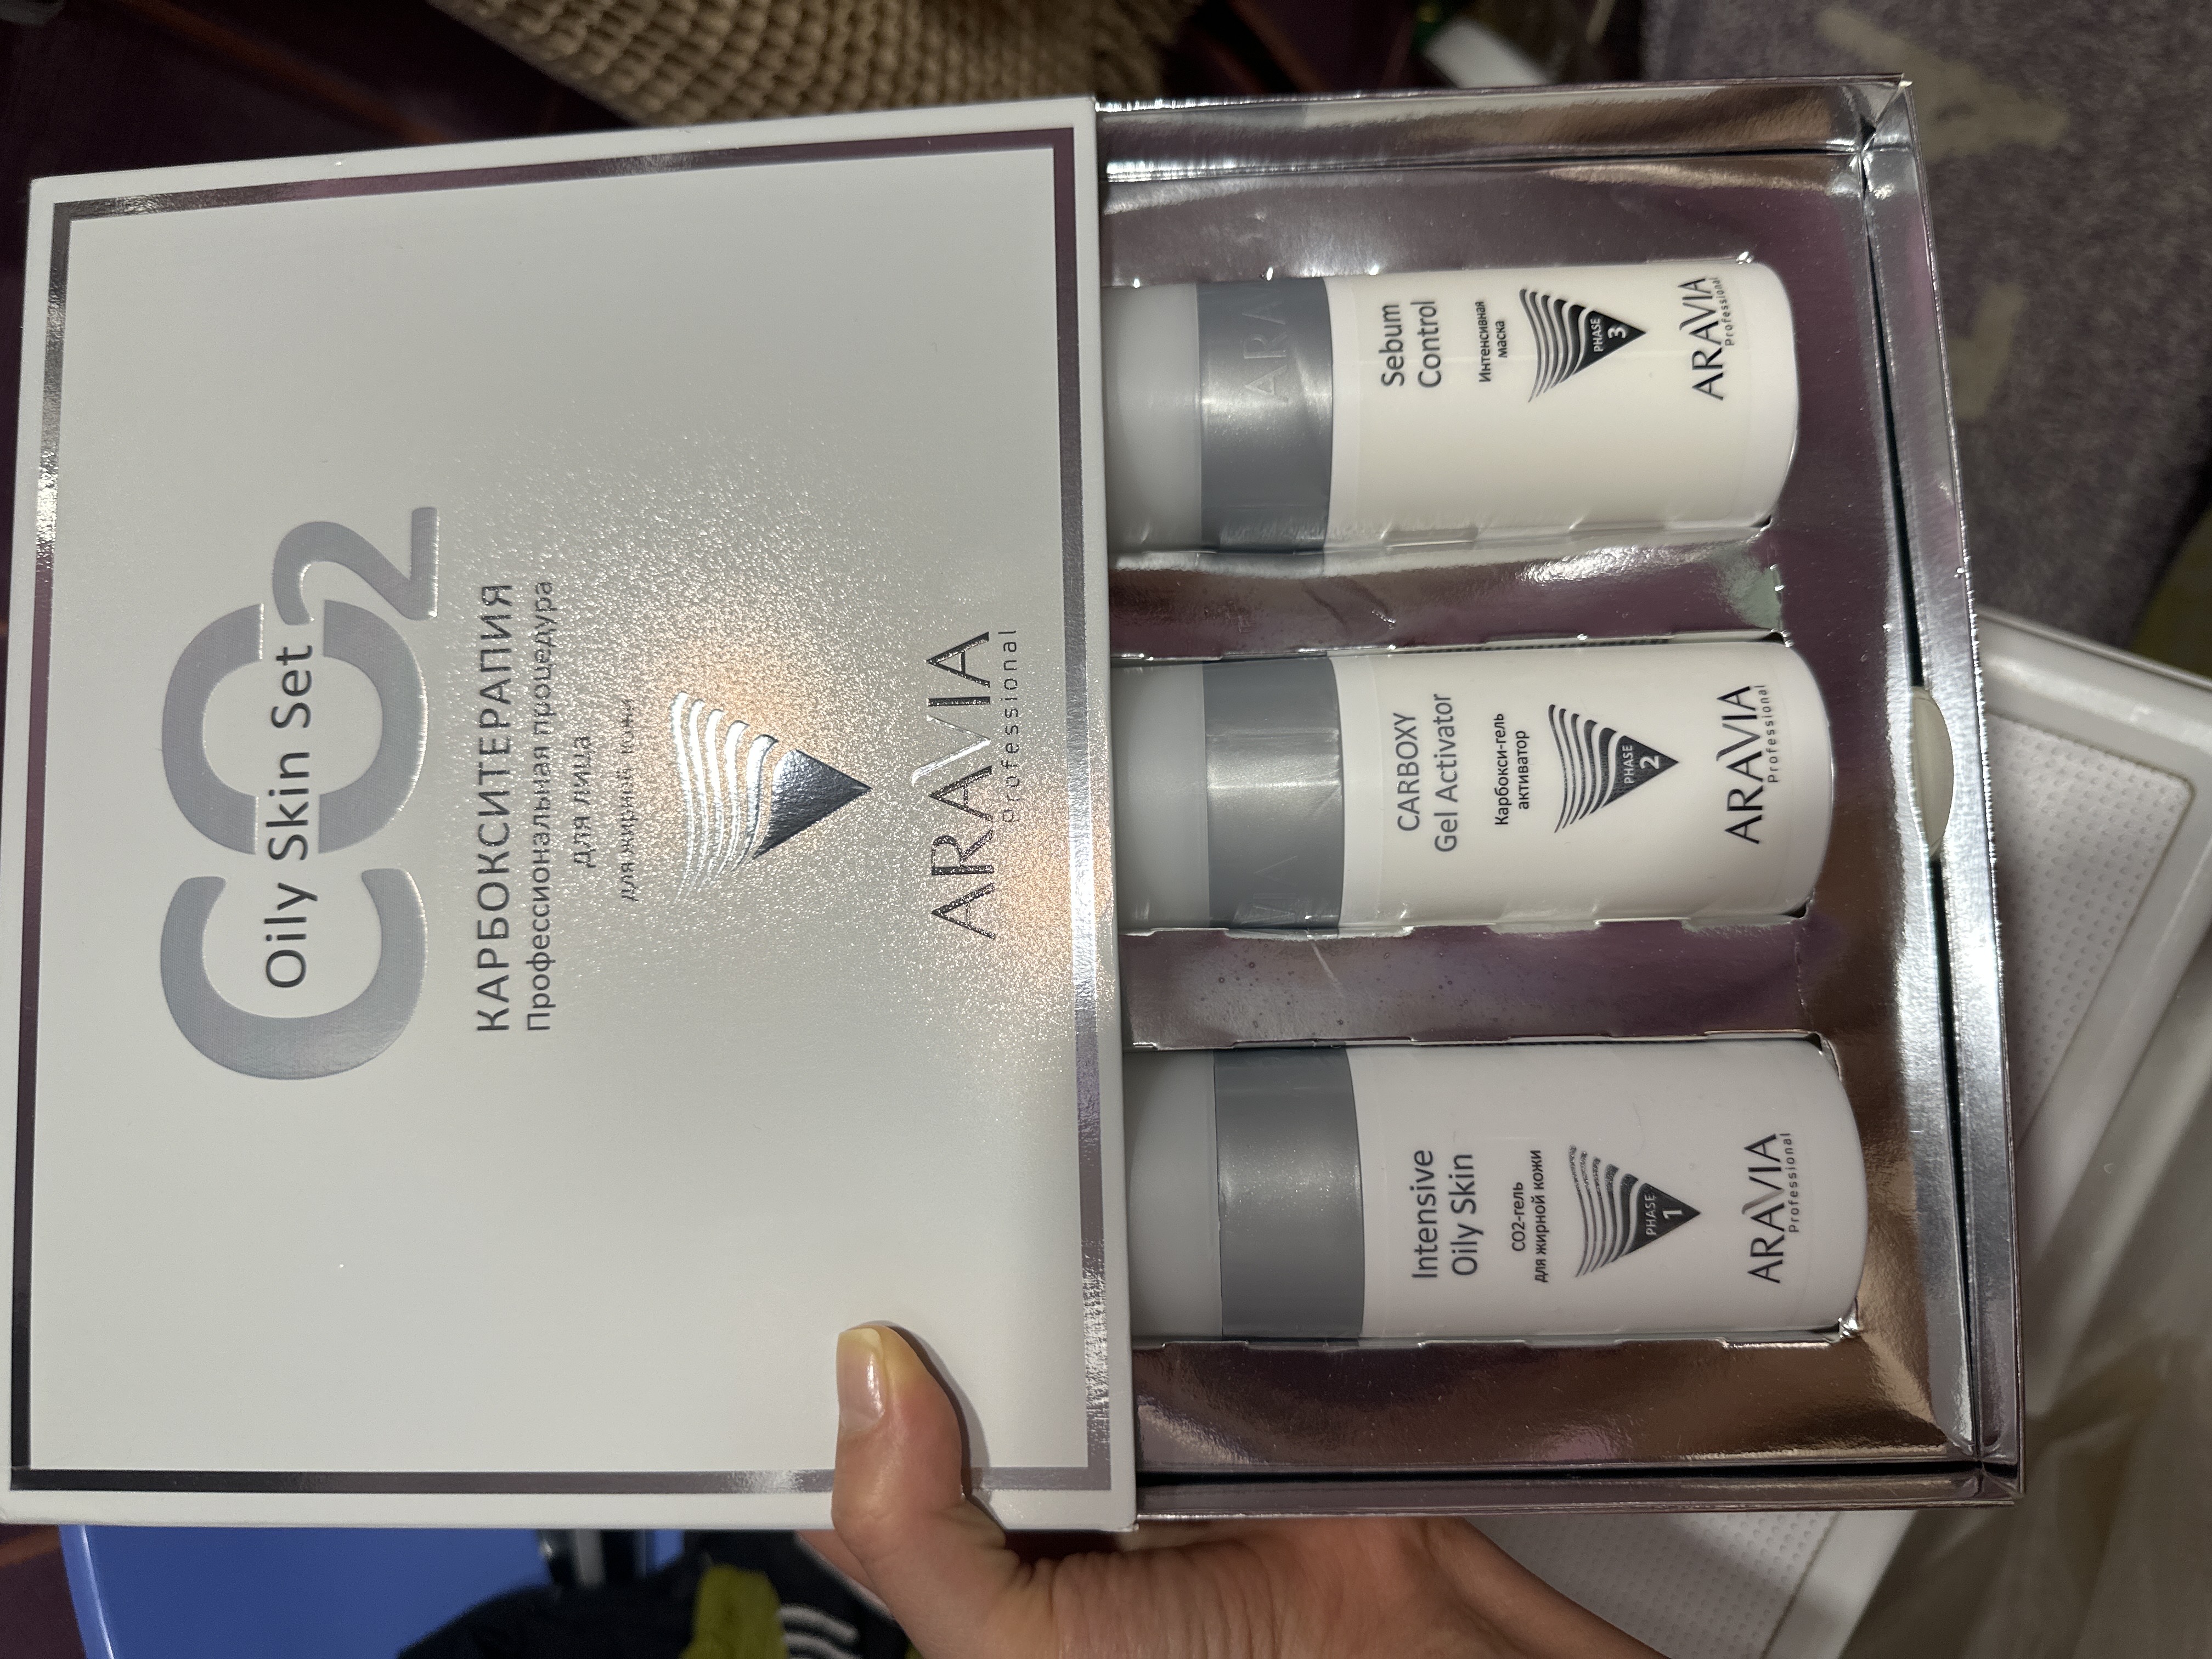 CO2
Oily Skin Set
КАРБОКСИТЕРАПИЯ
Профессиональная процедура
для лица
для жирной кожи
ARAVIA
Professional
Intensive
Oily Skin
CO2-гель
для жирной кожи
PHASE
1
ARAVIA
Professional
CARBOXY
Gel Activator
Карбокси-гель
активатор
PHASE
2
ARAVIA
Professional
Sebum
Control
Интенсивная
маска
PHASE
3
ARAVIA
Professional